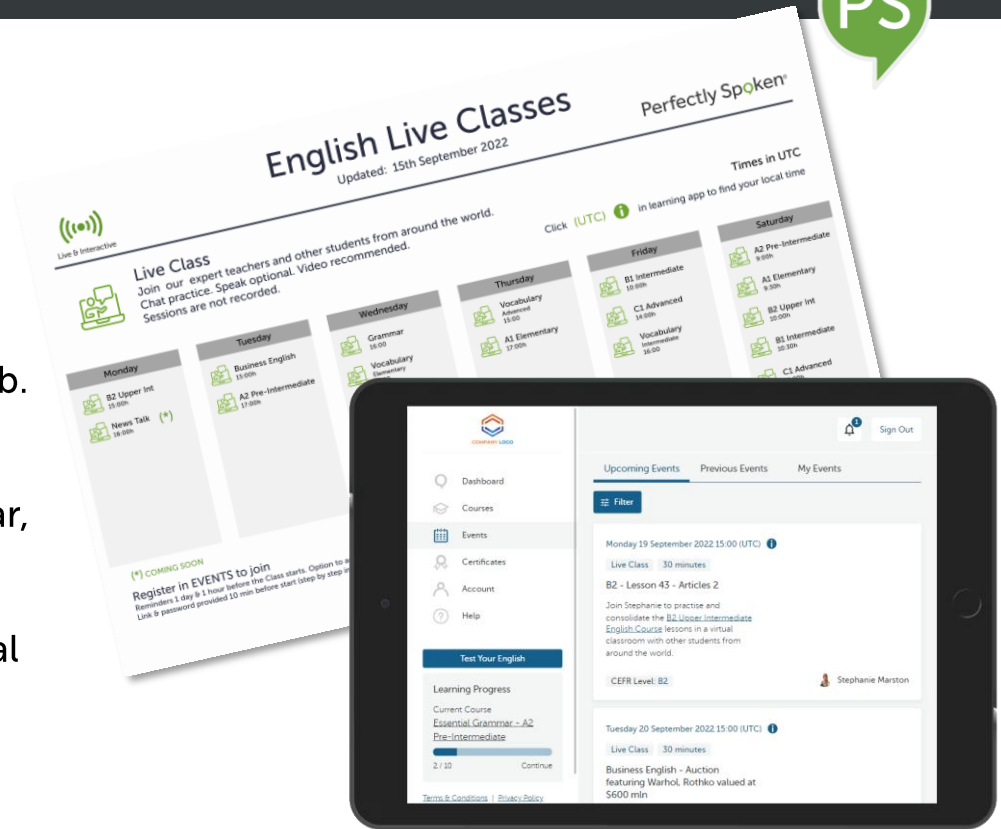 PS
b.
ar,
al
English Live Classes
Updated: 15th September 2022
Perfectly Spoken
Live & Interactive
Live Class
Join our expert teachers and other students from around the world.
Chat practice. Speak optional. Video recommended.
Sessions are not recorded.
Times in UTC
Click (UTC) i in learning app to find your local time
Monday
B2 Upper Int
15:00h
News Talk (*)
16:00h
Tuesday
Business English
15:00h
A2 Pre-Intermediate
17:00h
Wednesday
Grammar
16:00
Vocabulary
Elementary
Thursday
Vocabulary
Advanced
15:00
A1 Elementary
17:00h
Friday
B1 Intermediate
10:00h
C1 Advanced
14:00h
Vocabulary
Intermediate
16:00
Saturday
A2 Pre-Intermediate
9:00h
A1 Elementary
9:30h
B2 Upper Int
10:00h
B1 Intermediate
10:30h
C1 Advanced
(*) COMING SOON
Register in EVENTS to join
Reminders 1 day & 1 hour before the Class starts. Option to a
Link & password provided 10 min before start (step by step in
COMPANY LOGO
Dashboard
Courses
Events
Certificates
Account
Help
Test Your English
Learning Progress
Current Course
Essential Grammar - A2
Pre-Intermediate
2 / 10 Continue
Terms & Conditions | Privacy Policy
1
Sign Out
Upcoming Events Previous Events My Events
Filter
Monday 19 September 2022 15:00 (UTC) i
Live Class 30 minutes
B2 - Lesson 43 - Articles 2
Join Stephanie to practise and
consolidate the B2 Upper Intermediate
English Course lessons in a virtual
classroom with other students from
around the world.
CEFR Level: B2 Stephanie Marston
Tuesday 20 September 2022 15:00 (UTC) i
Live Class 30 minutes
Business English - Auction
featuring Warhol, Rothko valued at
$600 mln